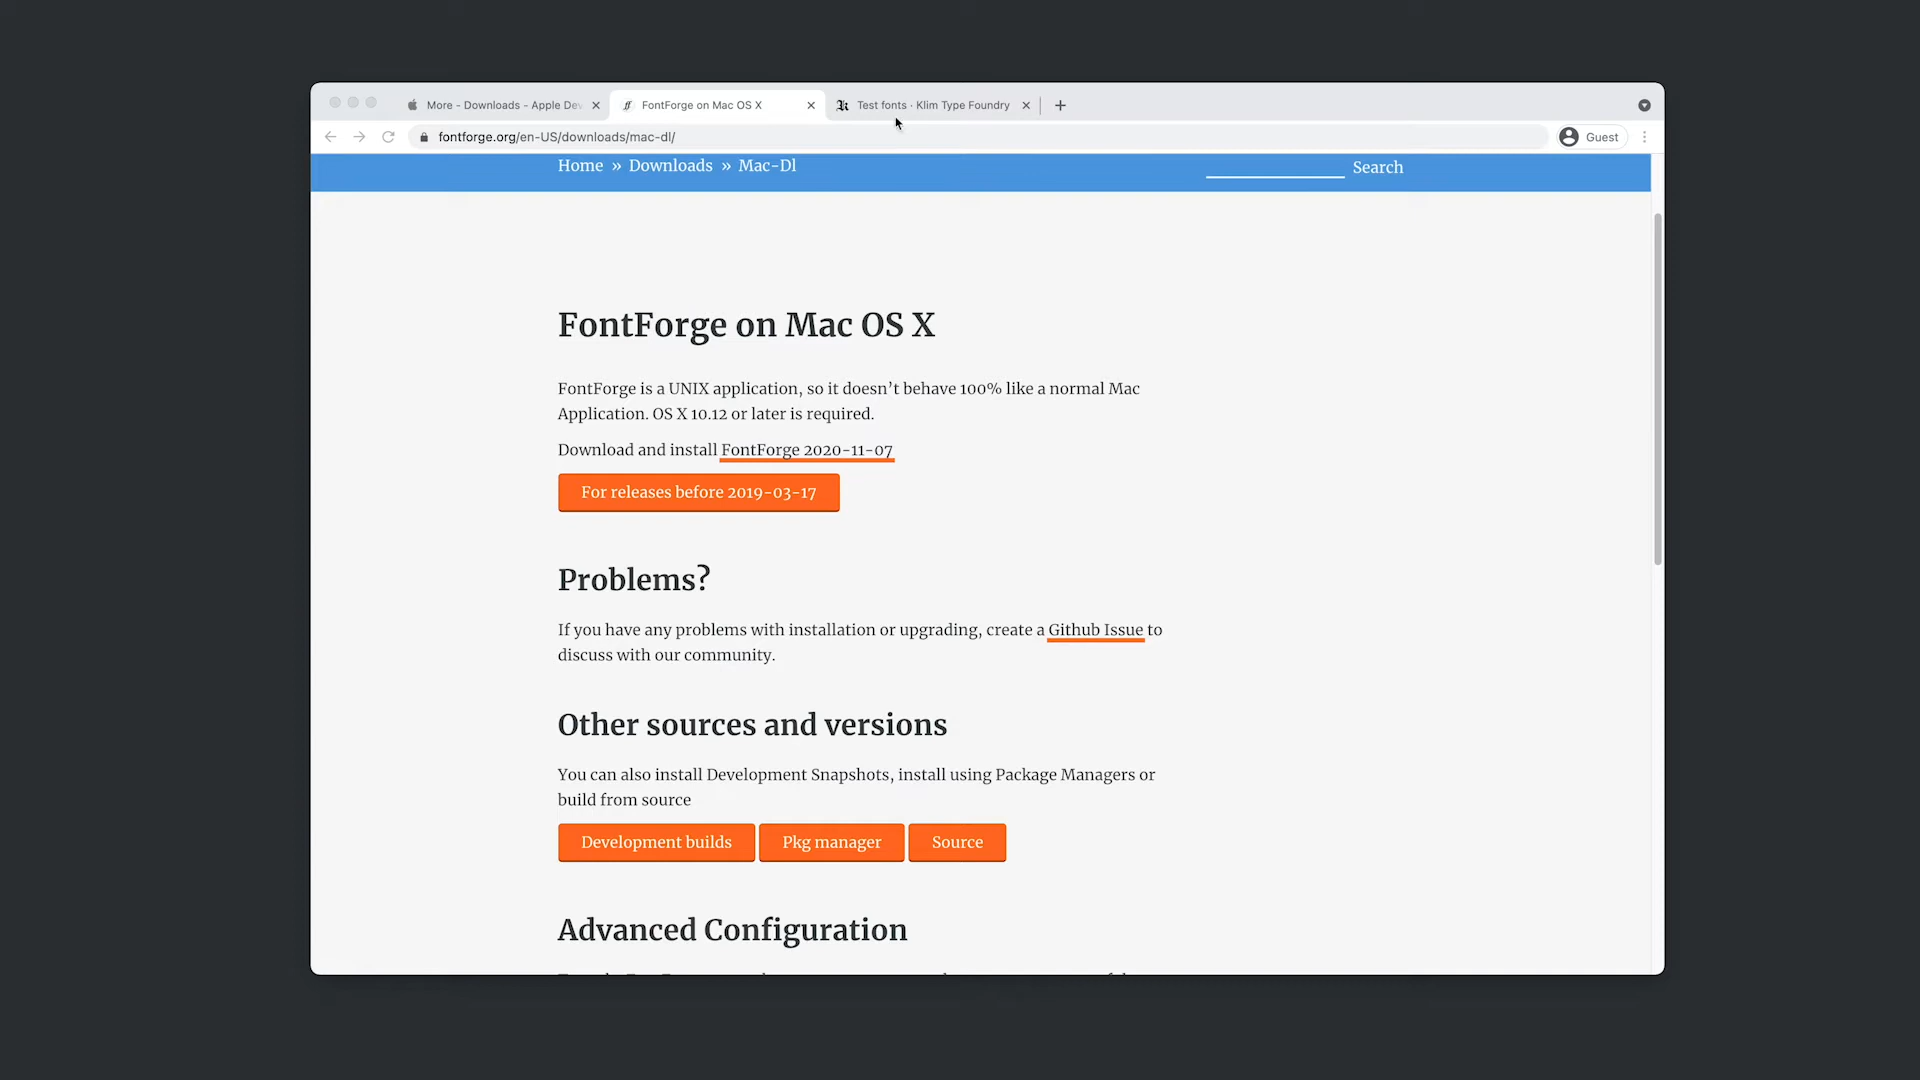 More - Downloads - Apple Dev
FontForge on Mac OS X
Test fonts · Klim Type Foundry
fontforge.org/en-US/downloads/mac-dl/
Guest
Home » Downloads » Mac-Dl
Search
FontForge on Mac OS X
FontForge is a UNIX application, so it doesn’t behave 100% like a normal Mac
Application. OS X 10.12 or later is required.
Download and install FontForge 2020-11-07
For releases before 2019-03-17
Problems?
If you have any problems with installation or upgrading, create a Github Issue to
discuss with our community.
Other sources and versions
You can also install Development Snapshots, install using Package Managers or
build from source
Development builds
Pkg manager
Source
Advanced Configuration